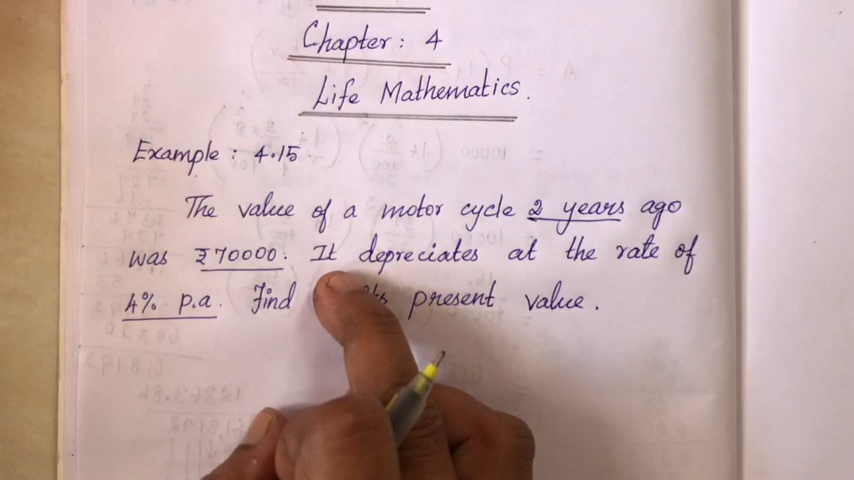 Chapter : 4
Life Mathematics.
Example : 4.15
The value of a motor cycle 2 years ago
was ₹70000. It depreciates at the rate of
4% p.a. Find its present value.